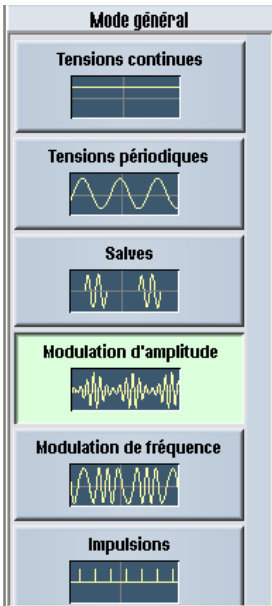 Mode général
Tensions continues
Tensions périodiques
Salves
Modulation d'amplitude
Modulation de fréquence
Impulsions